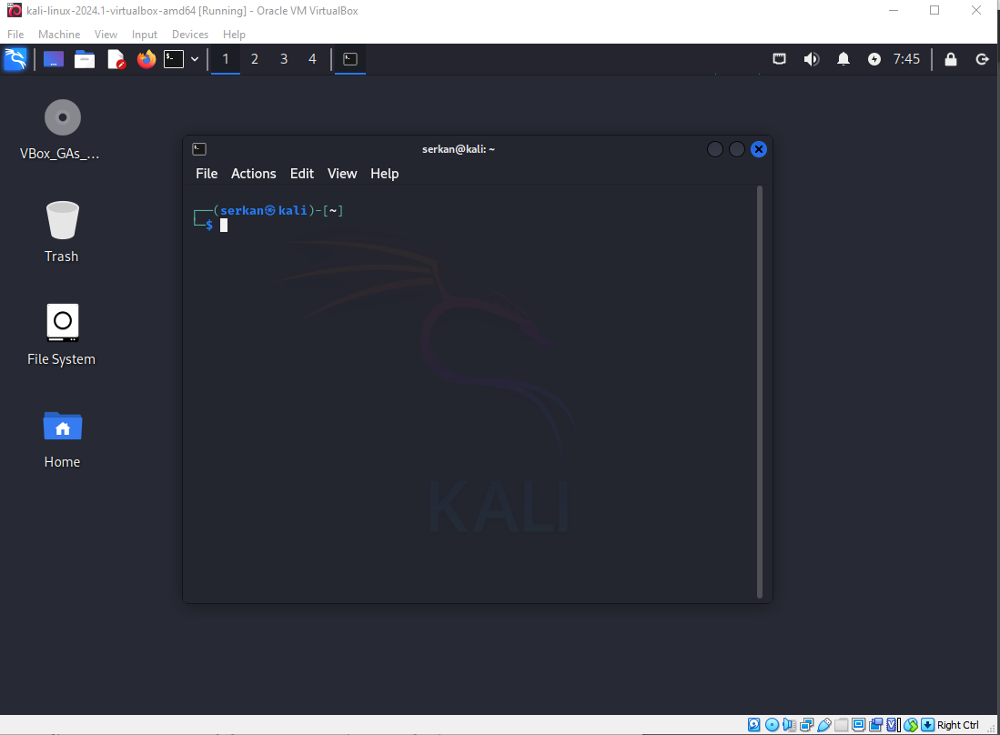 kali-linux-2024.1-virtualbox-amd64 [Running] - Oracle VM VirtualBox
File Machine View Input Devices Help
1 2 3 4 7:45
VBox_GAs_...
Trash
File System
Home
serkan@kali: ~
File Actions Edit View Help
┌──(serkan㉿kali)-[~]
└─$
KALI
Right Ctrl